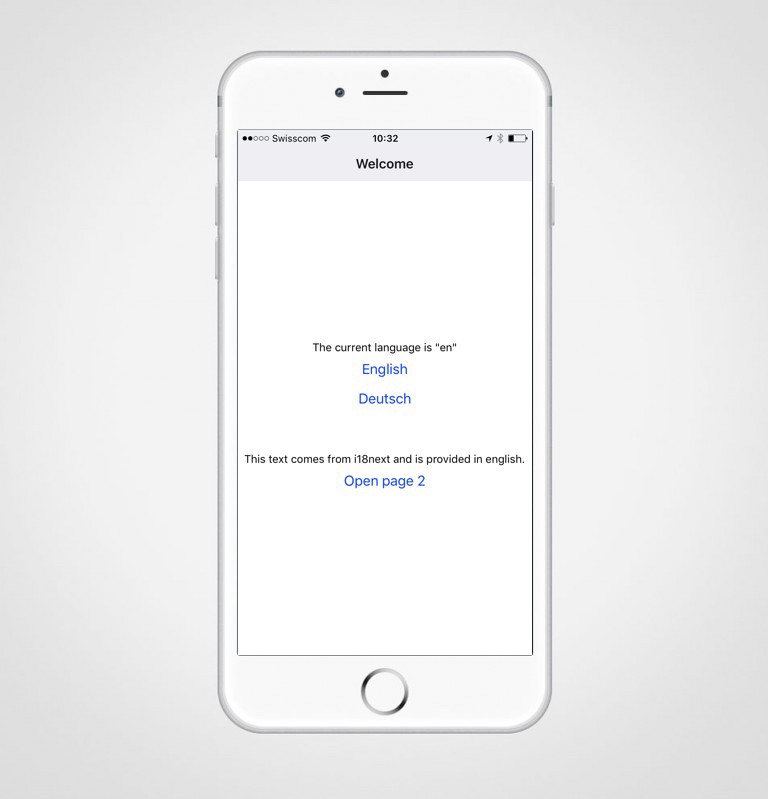 Swisscom 10:32
Welcome
The current language is "en"
English
Deutsch
This text comes from i18next and is provided in english.
Open page 2